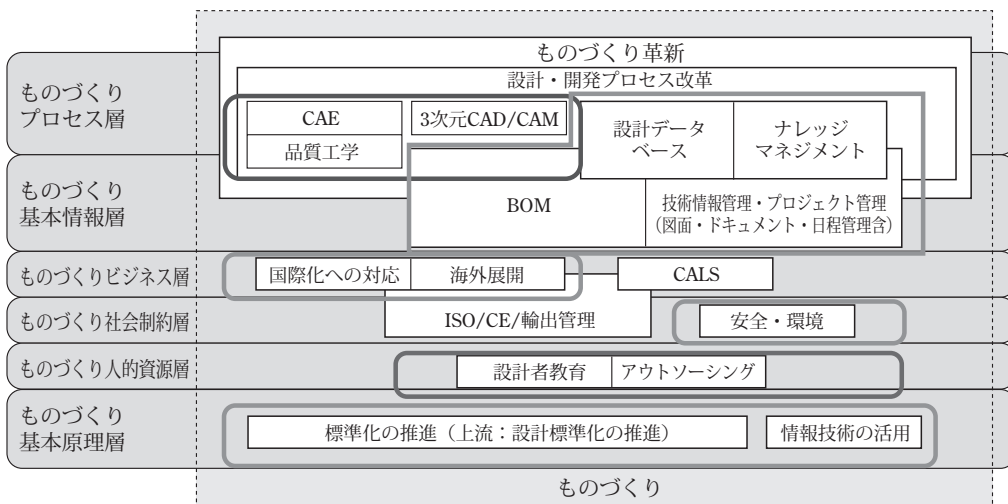 ものづくり革新
設計・開発プロセス改革
ものづくり
プロセス層
CAE
3次元CAD/CAM
品質工学
設計データ
ベース
ナレッジ
マネジメント
ものづくり
基本情報層
BOM
技術情報管理・プロジェクト管理
（図面・ドキュメント・日程管理含）
ものづくりビジネス層
国際化への対応
海外展開
CALS
ものづくり社会制約層
ISO/CE/輸出管理
安全・環境
ものづくり人的資源層
設計者教育
アウトソーシング
ものづくり
基本原理層
標準化の推進（上流：設計標準化の推進）
情報技術の活用
ものづくり